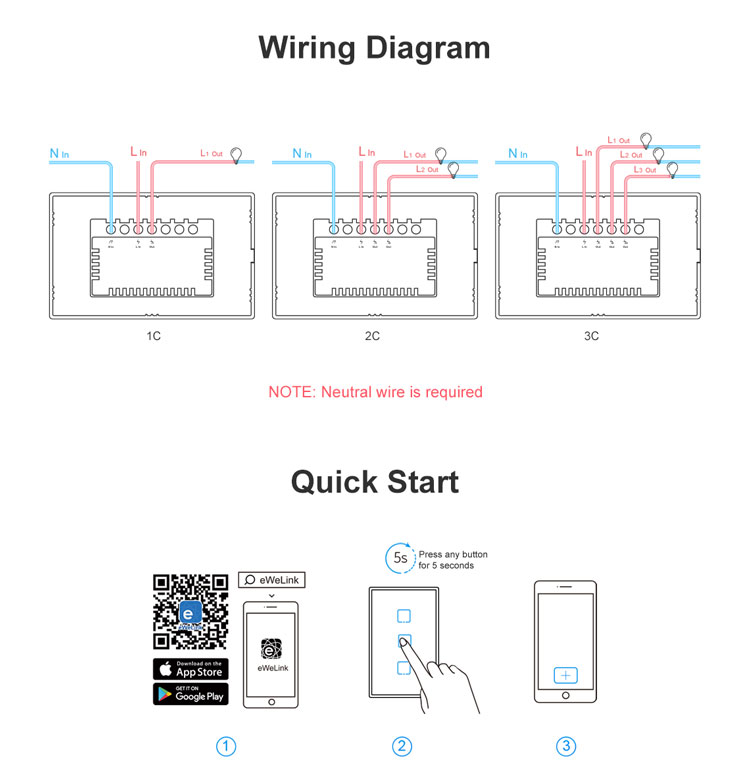 Wiring Diagram
N In
L In
L1 Out
N In
L In
L1 Out
L2 Out
N In
L In
L1 Out
L2 Out
L3 Out
1C
2C
3C
NOTE: Neutral wire is required
Quick Start
5s
Press any button
for 5 seconds
eWeLink
e
eWeLink
Download on the
App Store
GET IT ON
Google Play
eWeLink
1
2
3